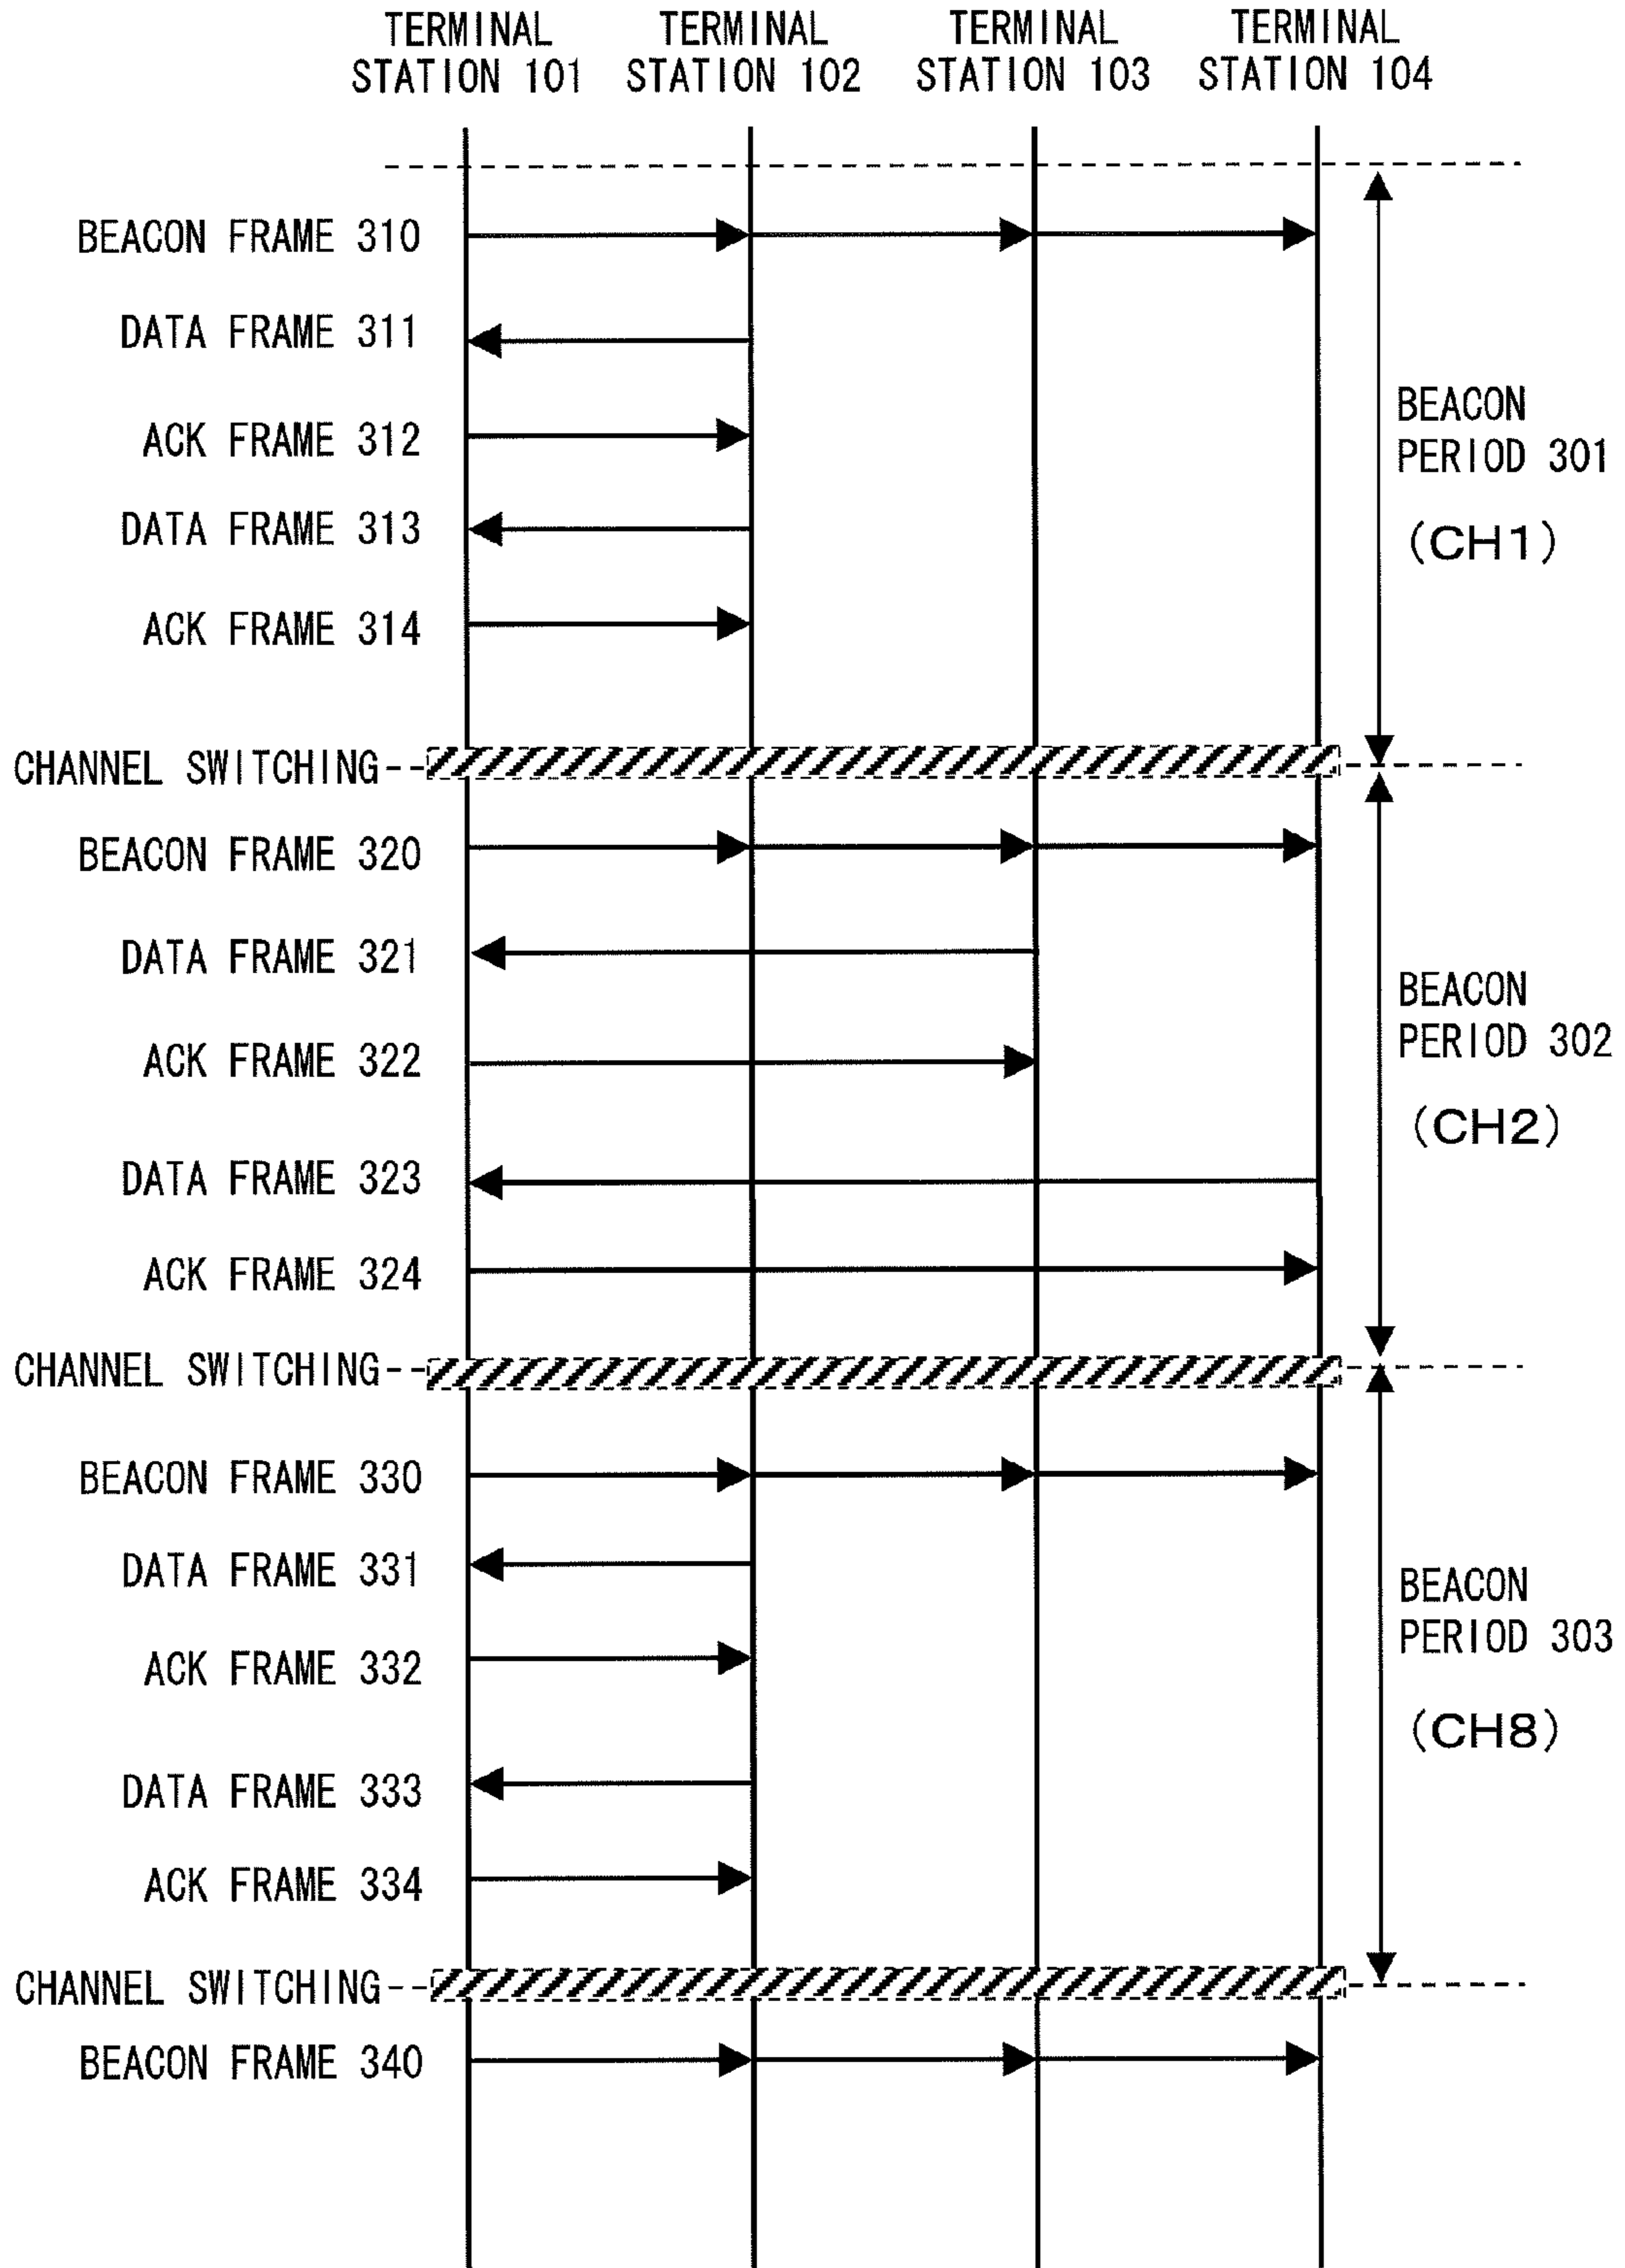 TERMINAL STATION 101
TERMINAL STATION 102
TERMINAL STATION 103
TERMINAL STATION 104
BEACON FRAME 310
DATA FRAME 311
ACK FRAME 312
DATA FRAME 313
ACK FRAME 314
BEACON
PERIOD 301
(CH1)
CHANNEL SWITCHING
BEACON FRAME 320
DATA FRAME 321
ACK FRAME 322
DATA FRAME 323
ACK FRAME 324
BEACON
PERIOD 302
(CH2)
CHANNEL SWITCHING
BEACON FRAME 330
DATA FRAME 331
ACK FRAME 332
DATA FRAME 333
ACK FRAME 334
BEACON
PERIOD 303
(CH8)
CHANNEL SWITCHING
BEACON FRAME 340